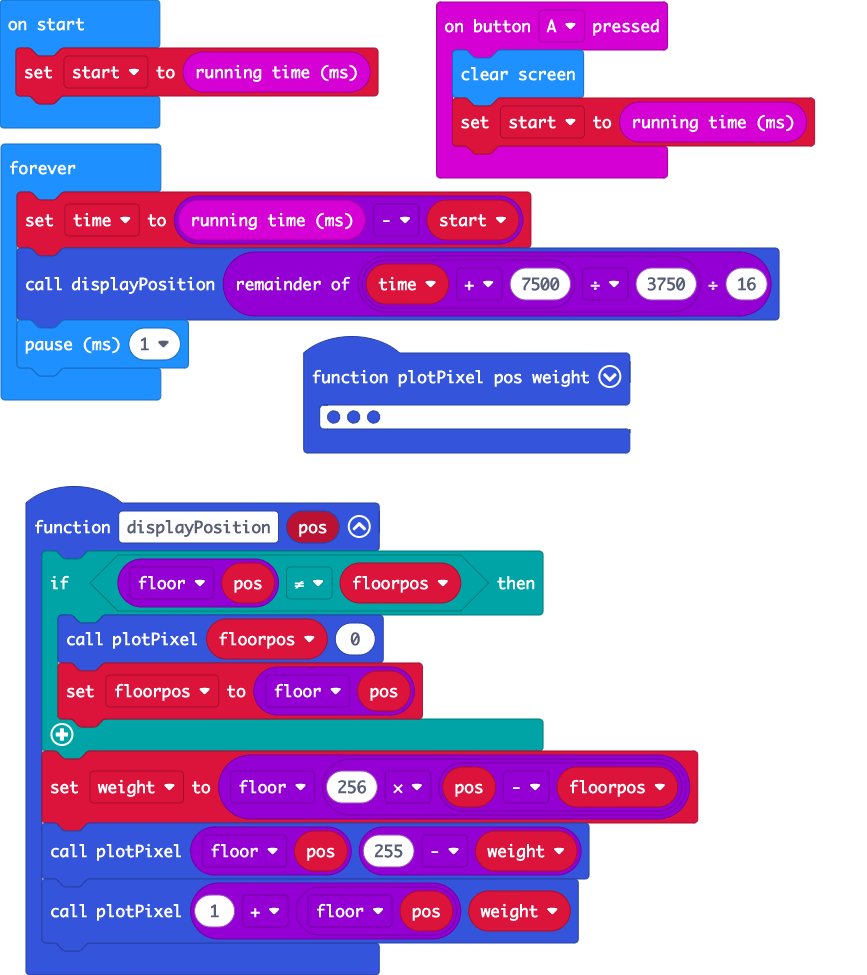 on start
set start to running time (ms)
on button A pressed
clear screen
set start to running time (ms)
forever
set time to running time (ms) - start
call displayPosition remainder of time + 7500 ÷ 3750 ÷ 16
pause (ms) 1
function plotPixel pos weight
function displayPosition pos
if floor pos ≠ floorpos then
call plotPixel floorpos 0
set floorpos to floor pos
set weight to floor 256 × pos - floorpos
call plotPixel floor pos 255 - weight
call plotPixel 1 + floor pos weight